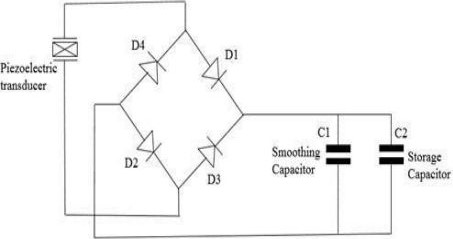 D4
D1
Piezoelectric
transducer
C1
C2
Smoothing
Capacitor
Storage
Capacitor
D2
D3